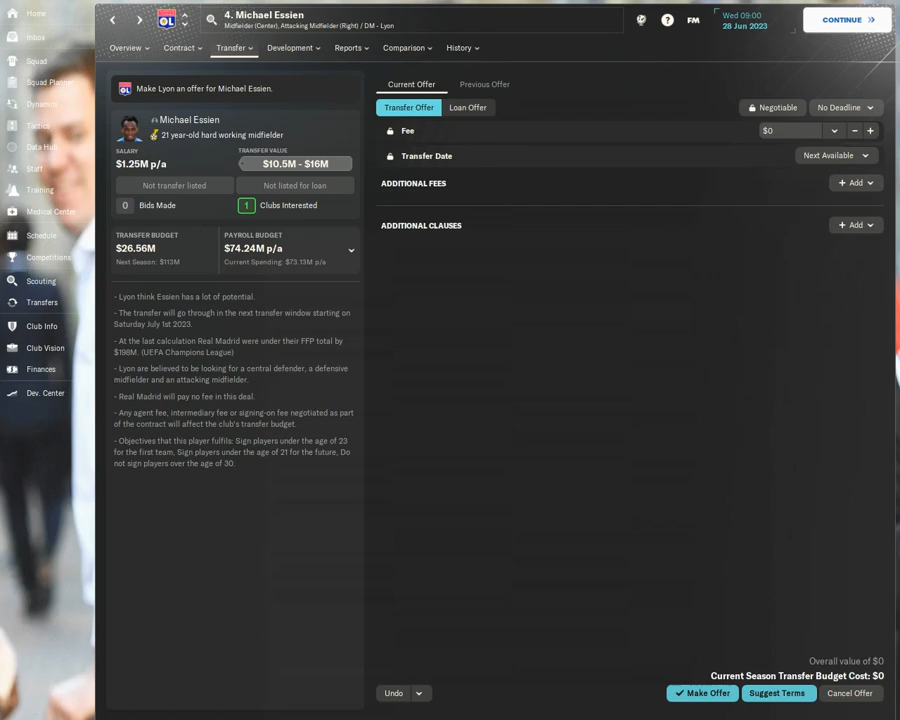 Home
Inbox
Squad
Squad Planner
Dynamics
Tactics
Data Hub
Staff
Training
Medical Center
Schedule
Competitions
Scouting
Transfers
Club Info
Club Vision
Finances
Dev. Center
4. Michael Essien
Midfielder (Center), Attacking Midfielder (Right) / DM - Lyon
FM
Wed 09:00
28 Jun 2023
CONTINUE
Overview
Contract
Transfer
Development
Reports
Comparison
History
Make Lyon an offer for Michael Essien.
Michael Essien
21 year-old hard working midfielder
SALARY
$1.25M p/a
TRANSFER VALUE
$10.5M - $16M
Not transfer listed
Not listed for loan
0 Bids Made
1 Clubs Interested
TRANSFER BUDGET
$26.56M
Next Season: $113M
PAYROLL BUDGET
$74.24M p/a
Current Spending: $73.13M p/a
- Lyon think Essien has a lot of potential.
- The transfer will go through in the next transfer window starting on
Saturday July 1st 2023.
- At the last calculation Real Madrid were under their FFP total by
$198M. (UEFA Champions League)
- Lyon are believed to be looking for a central defender, a defensive
midfielder and an attacking midfielder.
- Real Madrid will pay no fee in this deal.
- Any agent fee, intermediary fee or signing-on fee negotiated as part
of the contract will affect the club's transfer budget.
- Objectives that this player fulfils: Sign players under the age of 23
for the first team, Sign players under the age of 21 for the future, Do
not sign players over the age of 30.
Current Offer
Previous Offer
Transfer Offer
Loan Offer
Negotiable
No Deadline
Fee
$0
Transfer Date
Next Available
ADDITIONAL FEES
+ Add
ADDITIONAL CLAUSES
+ Add
Overall value of $0
Current Season Transfer Budget Cost: $0
Undo
Make Offer
Suggest Terms
Cancel Offer